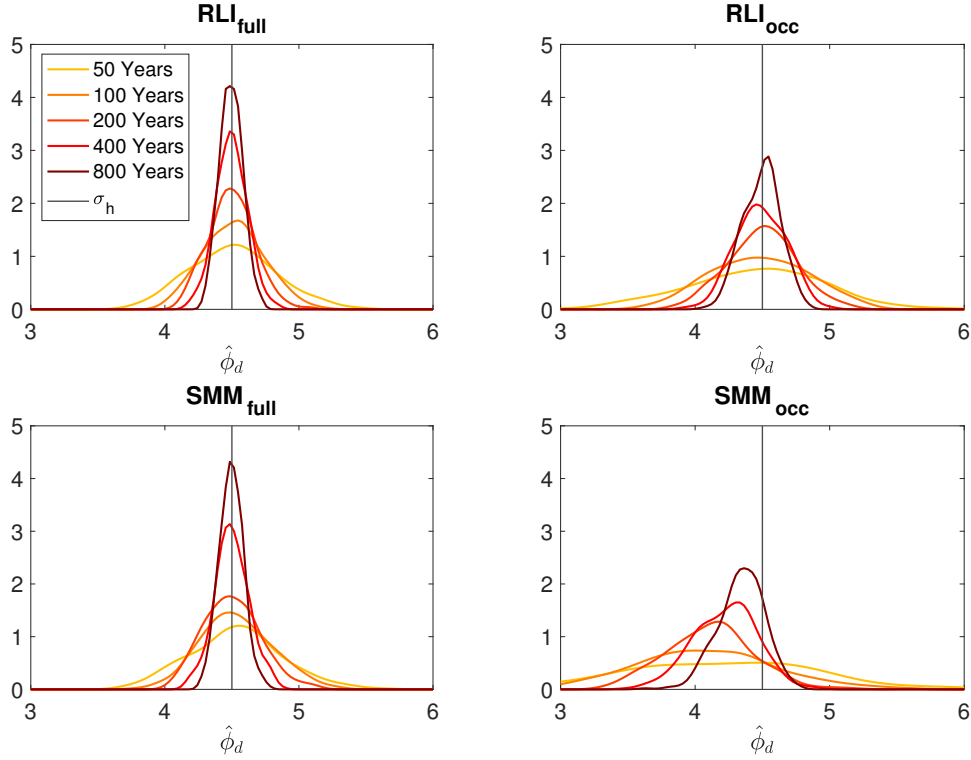 RLI_full
5
4
3
2
1
0
3 4 5 6
50 Years
100 Years
200 Years
400 Years
800 Years
σ_h
φ̂_d
RLI_occ
5
4
3
2
1
0
3 4 5 6
φ̂_d
SMM_full
5
4
3
2
1
0
3 4 5 6
φ̂_d
SMM_occ
5
4
3
2
1
0
3 4 5 6
φ̂_d